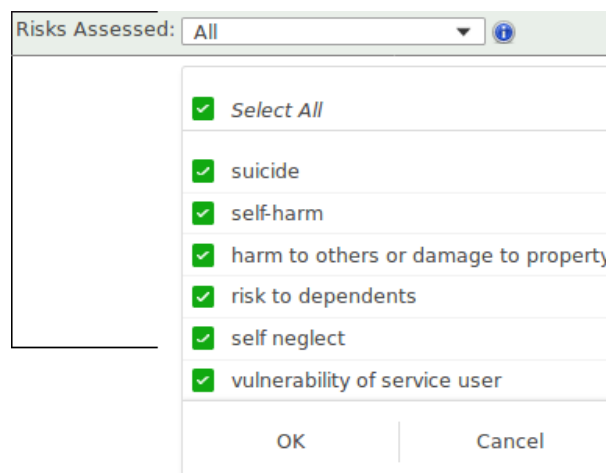 Risks Assessed: All
Select All
suicide
self-harm
harm to others or damage to property
risk to dependents
self neglect
vulnerability of service user
OK Cancel